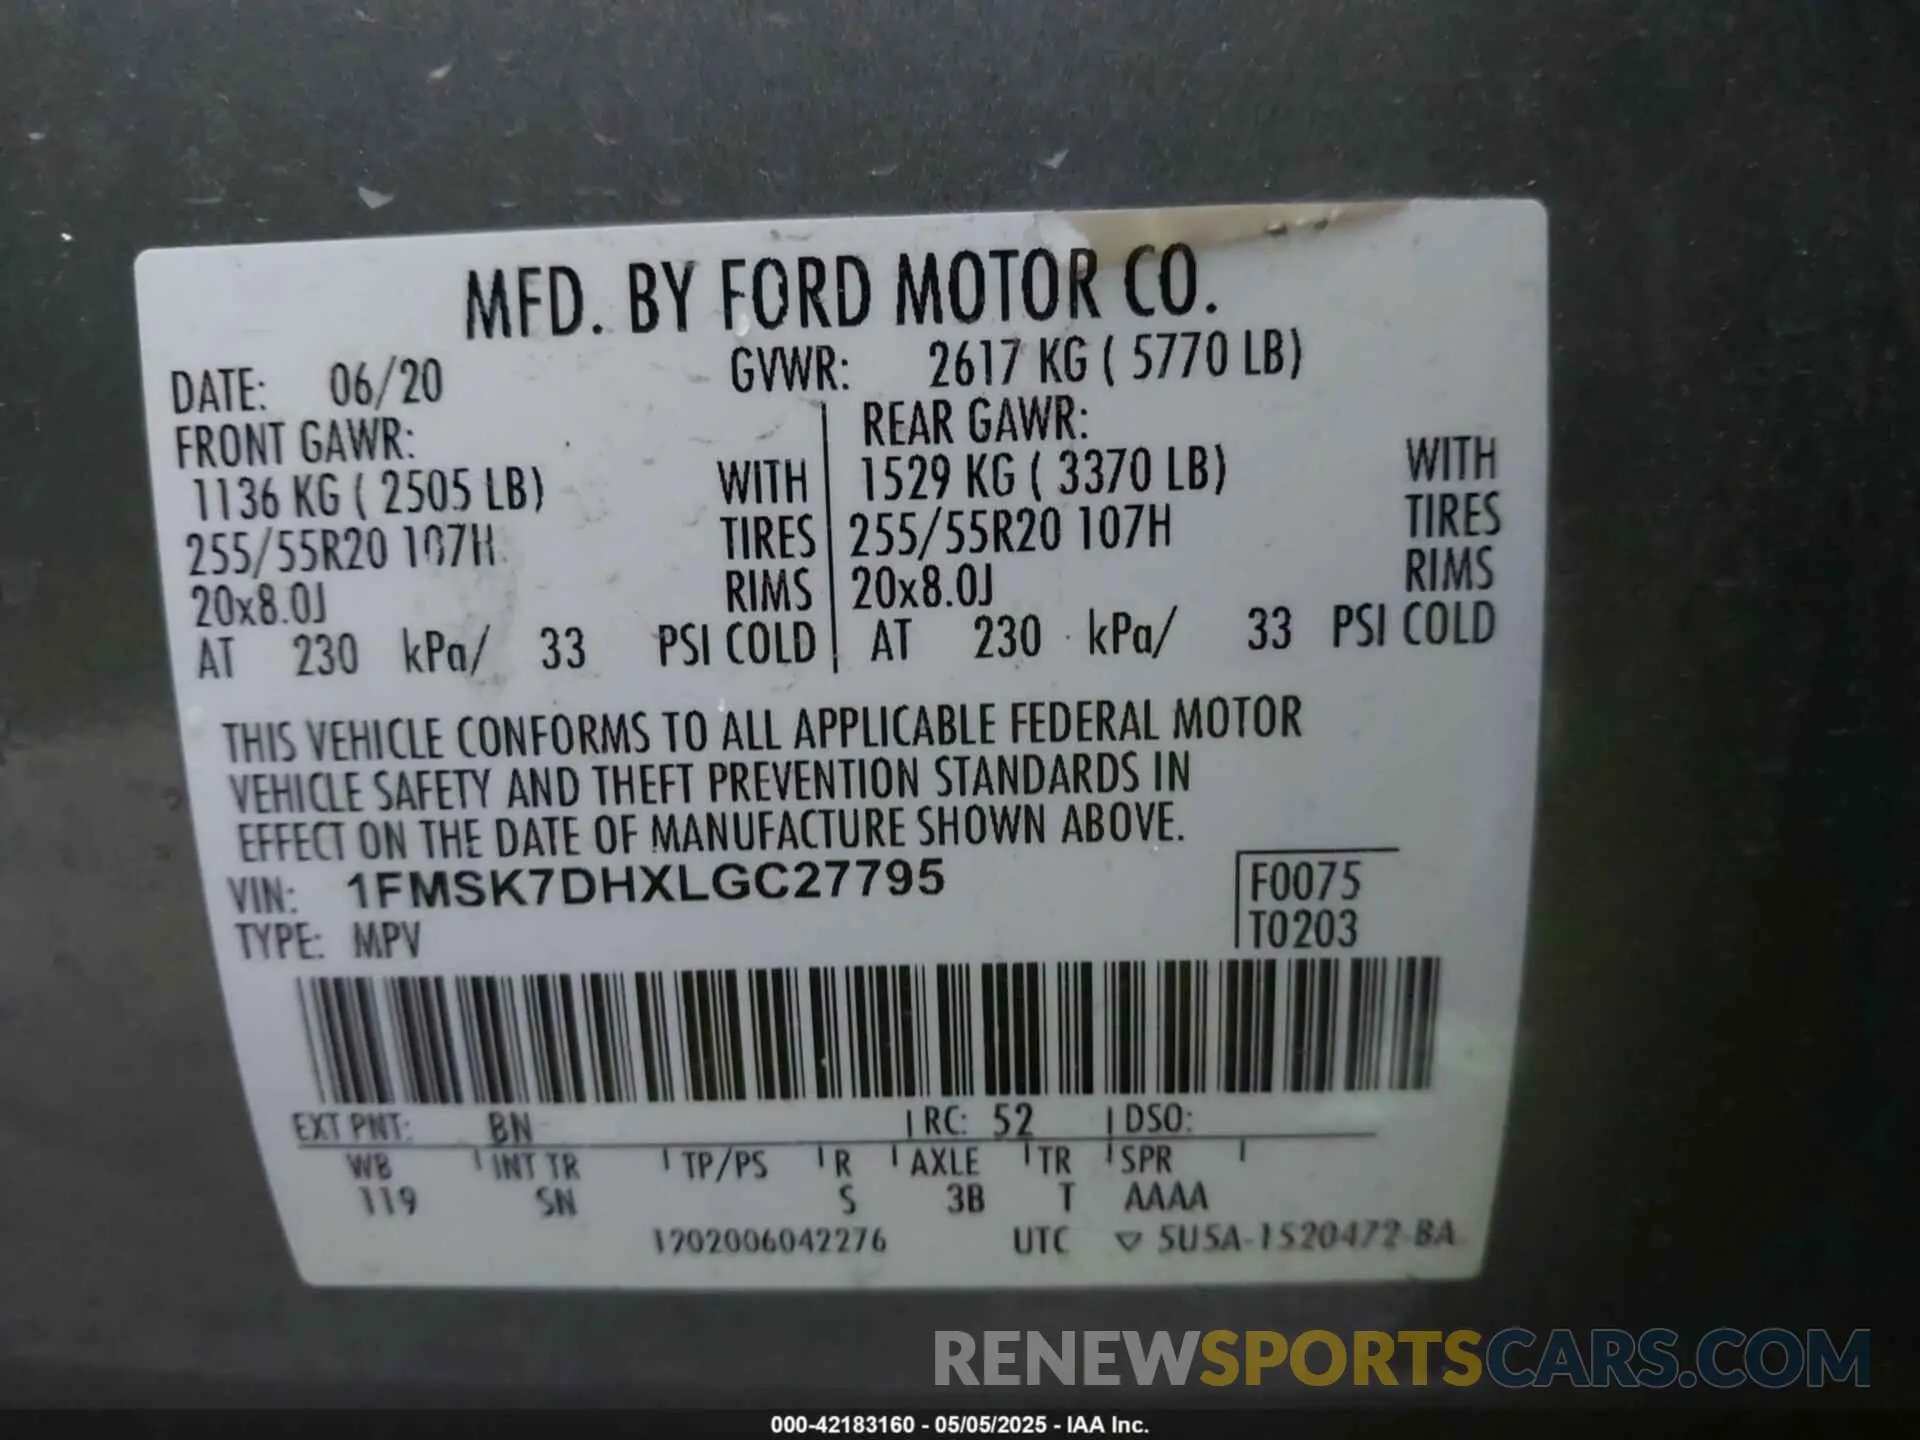 MFD. BY FORD MOTOR CO.
DATE: 06/20 GVWR: 2617 KG ( 5770 LB)
FRONT GAWR: REAR GAWR:
1136 KG ( 2505 LB) WITH 1529 KG ( 3370 LB) WITH
255/55R20 107H TIRES 255/55R20 107H TIRES
20x8.0J RIMS 20x8.0J RIMS
AT 230 kPa/ 33 PSI COLD AT 230 kPa/ 33 PSI COLD
THIS VEHICLE CONFORMS TO ALL APPLICABLE FEDERAL MOTOR
VEHICLE SAFETY AND THEFT PREVENTION STANDARDS IN
EFFECT ON THE DATE OF MANUFACTURE SHOWN ABOVE.
VIN: 1FMSK7DHXLGC27795 F0075
TYPE: MPV T0203
EXT PNT: BN RC: 52 DSO:
WB INT TR TP/PS R AXLE TR SPR
119 SN S 3B T AAAA
1202006042276 UTC ▽ 5U5A-1520472-BA
RENEWSPORTSCARS.COM
000-42183160 - 05/05/2025 - IAA Inc.